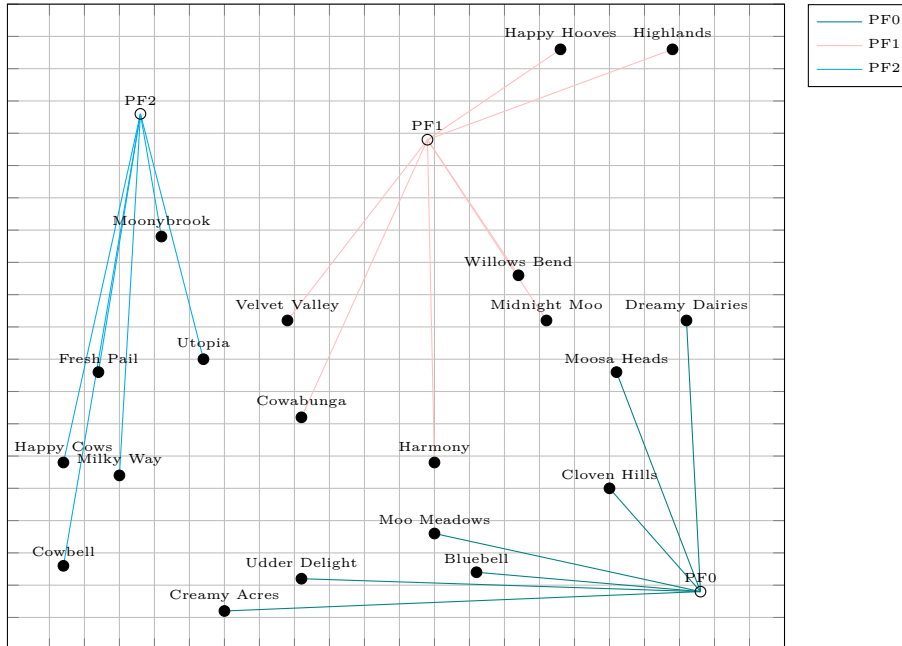 Happy Hooves
Highlands
PF0
PF1
PF2
PF2
PF1
Moonybrook
Willows Bend
Velvet Valley
Midnight Moo
Dreamy Dairies
Utopia
Fresh Pail
Moosa Heads
Cowabunga
Happy Cows
Milky Way
Harmony
Cloven Hills
Moo Meadows
Cowbell
Udder Delight
Bluebell
PF0
Creamy Acres